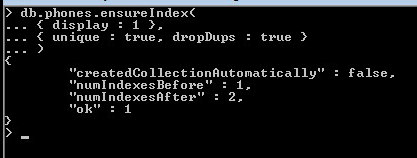 > db.phones.ensureIndex(
... { display : 1 },
... { unique : true, dropDups : true }
... )
{
        "createdCollectionAutomatically" : false,
        "numIndexesBefore" : 1,
        "numIndexesAfter" : 2,
        "ok" : 1
}
> _